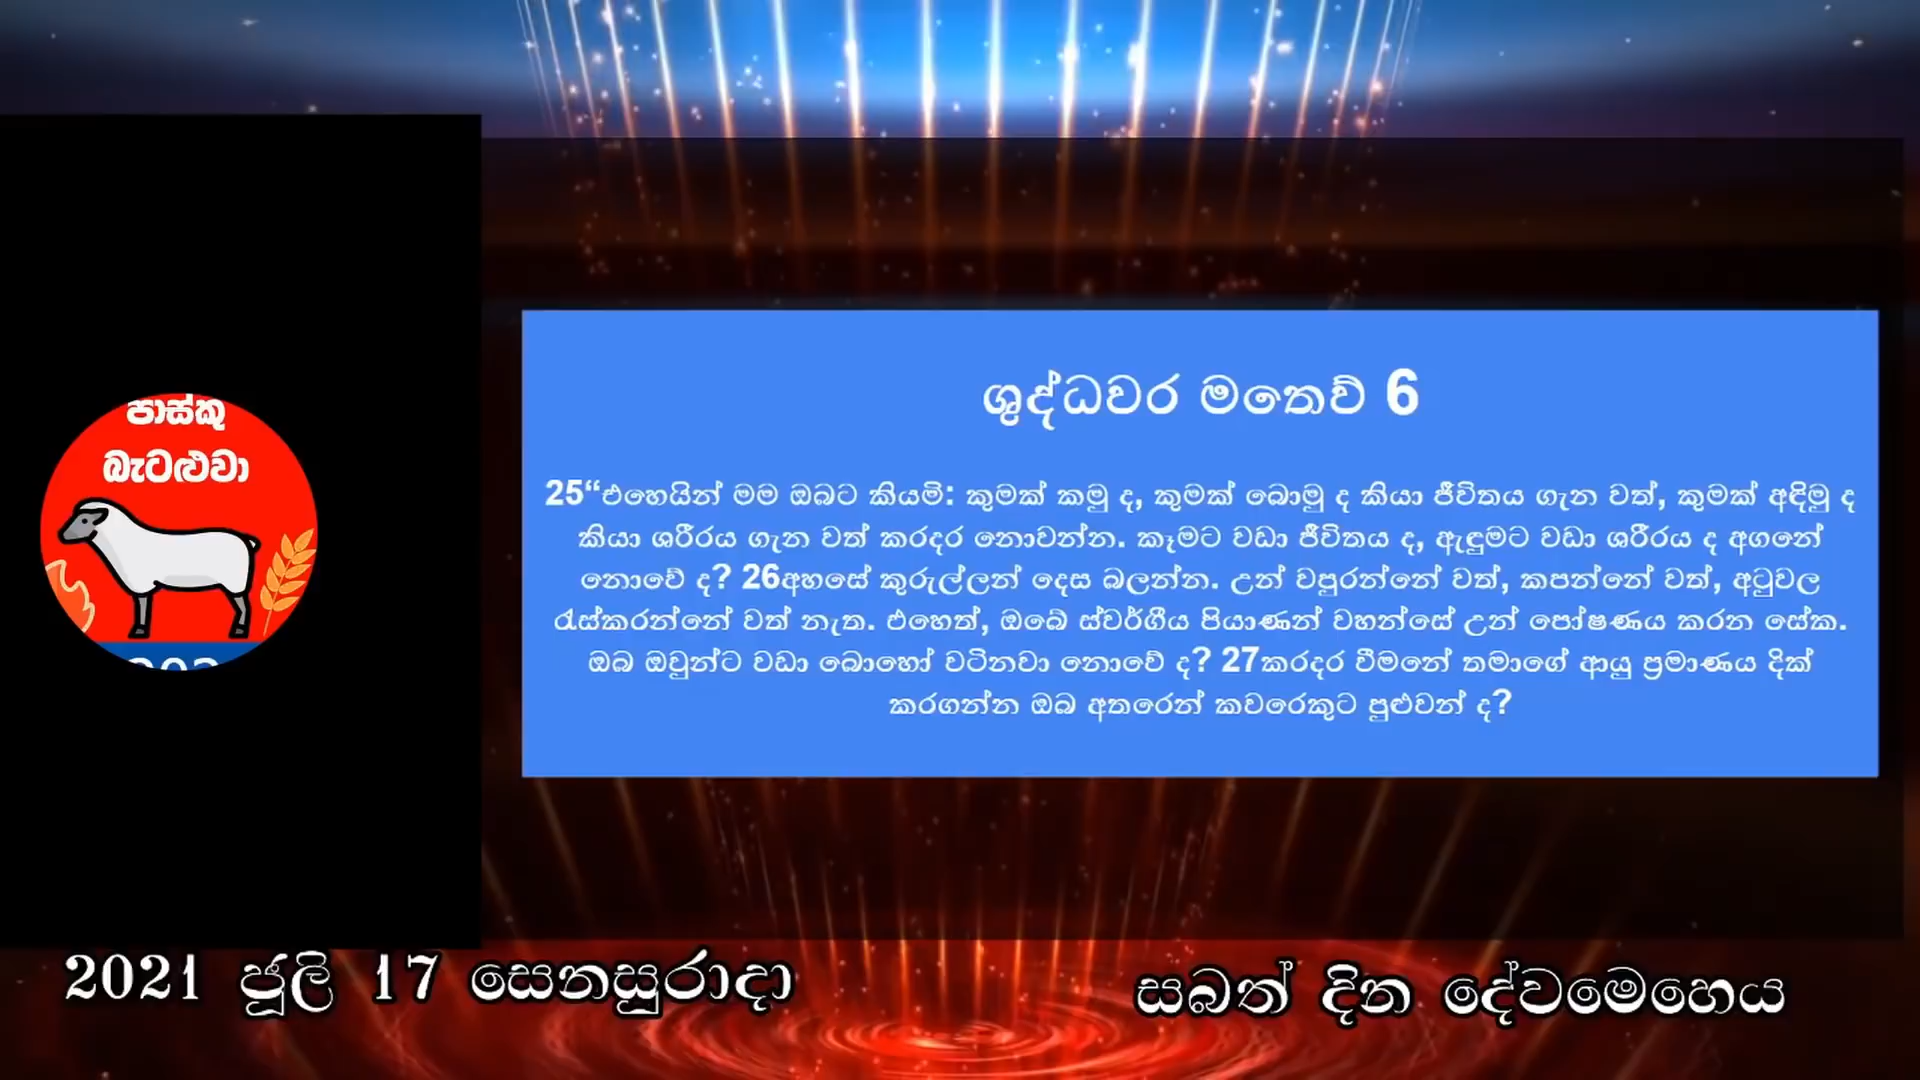 පාස්කු
බැටළුවා
ශුද්ධවර මතෙව් 6
25“එහෙයින් මම ඔබට කියමි: කුමක් කමු ද, කුමක් බොමු ද කියා ජීවිතය ගැන වත්, කුමක් අඳිමු ද
කියා ශරීරය ගැන වත් කරදර නොවන්න. කෑමට වඩා ජීවිතය ද, ඇඳුමට වඩා ශරීරය ද අගනේ
නොවේ ද? 26අහසේ කුරුල්ලන් දෙස බලන්න. උන් වපුරන්නේ වත්, කපන්නේ වත්, අටුවල
රැස්කරන්නේ වත් නැත. එහෙත්, ඔබේ ස්වර්ගීය පියාණන් වහන්සේ උන් පෝෂණය කරන සේක.
ඔබ ඔවුන්ට වඩා බොහෝ වටිනවා නොවේ ද? 27කරදර වීමනේ තමාගේ ආයු ප්‍රමාණය දික්
කරගන්න ඔබ අතරෙන් කවරෙකුට පුළුවන් ද?
2021 ජූලි 17 සෙනසුරාදා
සබත් දින දේවමෙහෙය